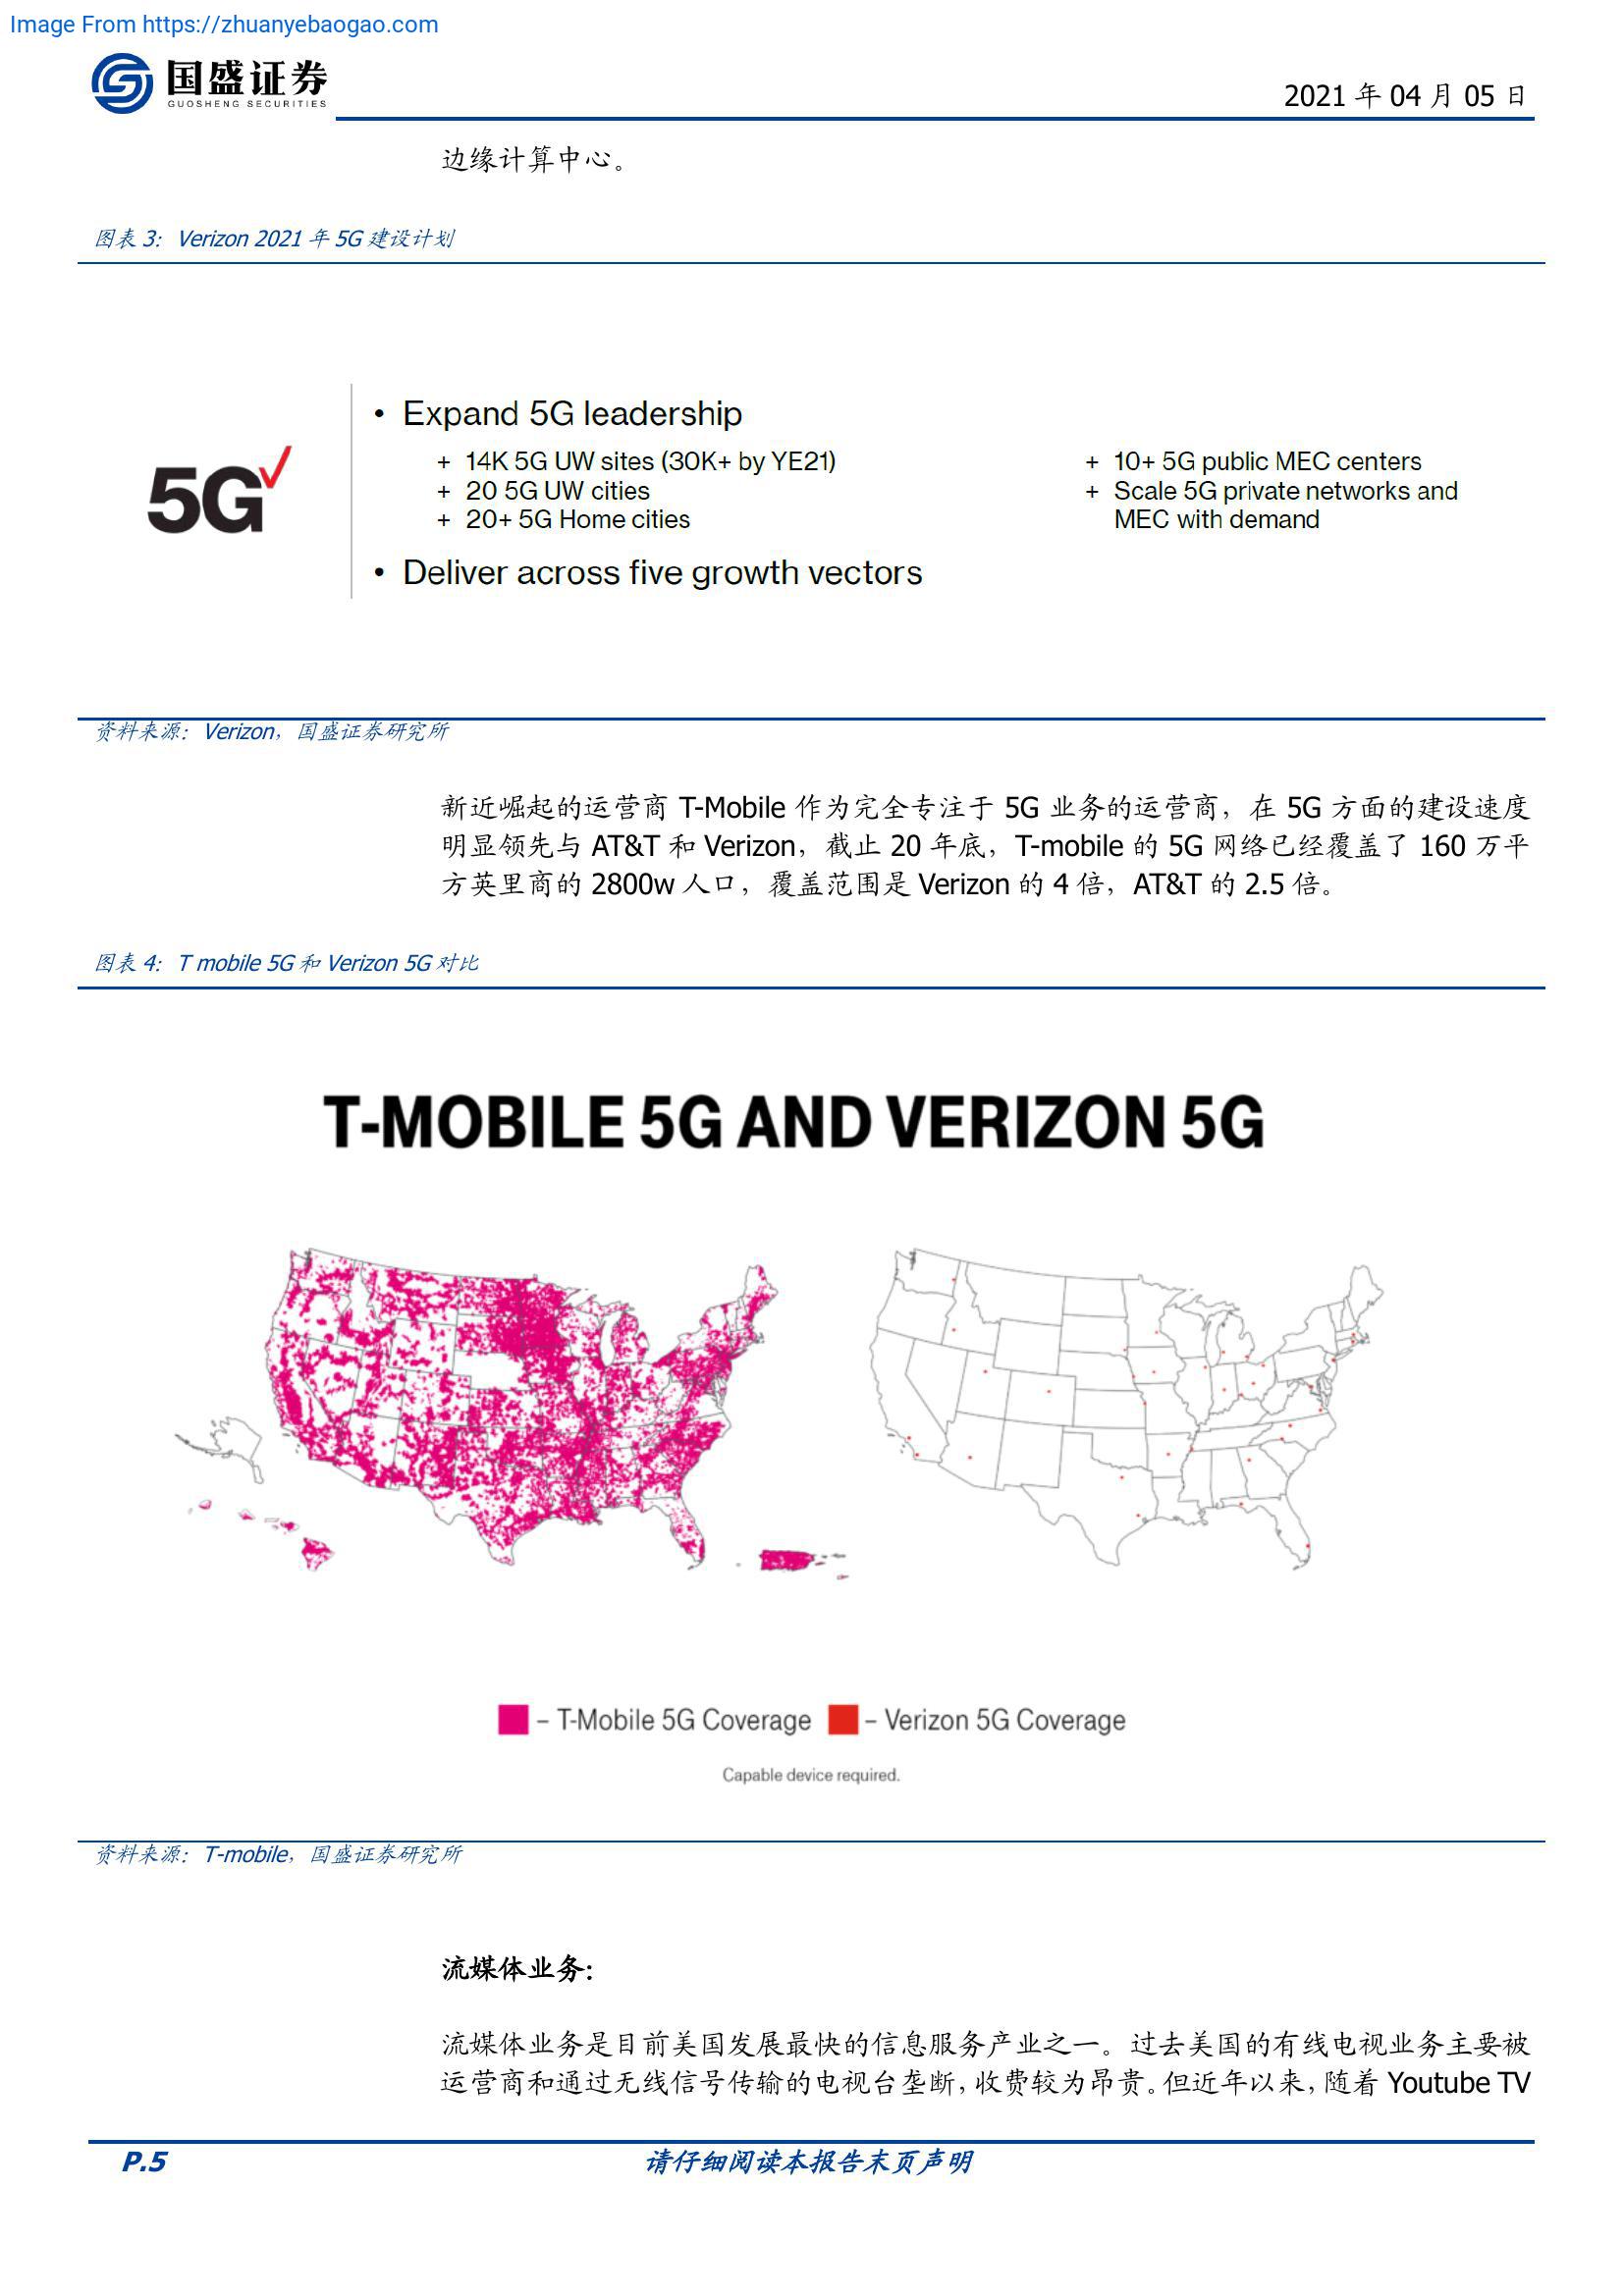 Image From https://zhuanyebaogao.com
国盛证券
GUOSHENG SECURITIES
2021 年 04 月 05 日
边缘计算中心。
图表 3：Verizon 2021 年 5G 建设计划
5G
• Expand 5G leadership
+ 14K 5G UW sites (30K+ by YE21)
+ 20 5G UW cities
+ 20+ 5G Home cities
+ 10+ 5G public MEC centers
+ Scale 5G private networks and
MEC with demand
• Deliver across five growth vectors
资料来源：Verizon，国盛证券研究所
新近崛起的运营商 T-Mobile 作为完全专注于 5G 业务的运营商，在 5G 方面的建设速度
明显领先与 AT&T 和 Verizon，截止 20 年底，T-mobile 的 5G 网络已经覆盖了 160 万平
方英里商的 2800w 人口，覆盖范围是 Verizon 的 4 倍，AT&T 的 2.5 倍。
图表 4：T mobile 5G 和 Verizon 5G 对比
T-MOBILE 5G AND VERIZON 5G
– T-Mobile 5G Coverage – Verizon 5G Coverage
Capable device required.
资料来源：T-mobile，国盛证券研究所
流媒体业务：
流媒体业务是目前美国发展最快的信息服务产业之一。过去美国的有线电视业务主要被
运营商和通过无线信号传输的电视台垄断，收费较为昂贵。但近年以来，随着 Youtube TV
P.5
请仔细阅读本报告末页声明